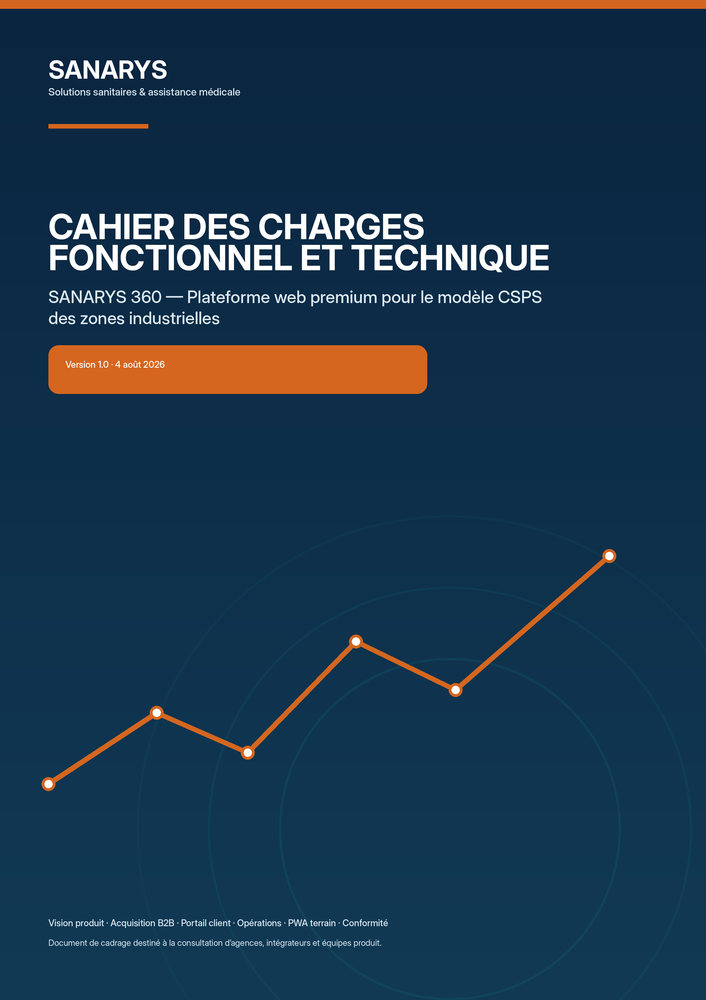 SANARYS
Solutions sanitaires & assistance médicale
CAHIER DES CHARGES
FONCTIONNEL ET TECHNIQUE
SANARYS 360 — Plateforme web premium pour le modèle CSPS
des zones industrielles
Version 1.0 · 4 août 2026
Vision produit · Acquisition B2B · Portail client · Opérations · PWA terrain · Conformité
Document de cadrage destiné à la consultation d’agences, intégrateurs et équipes produit.